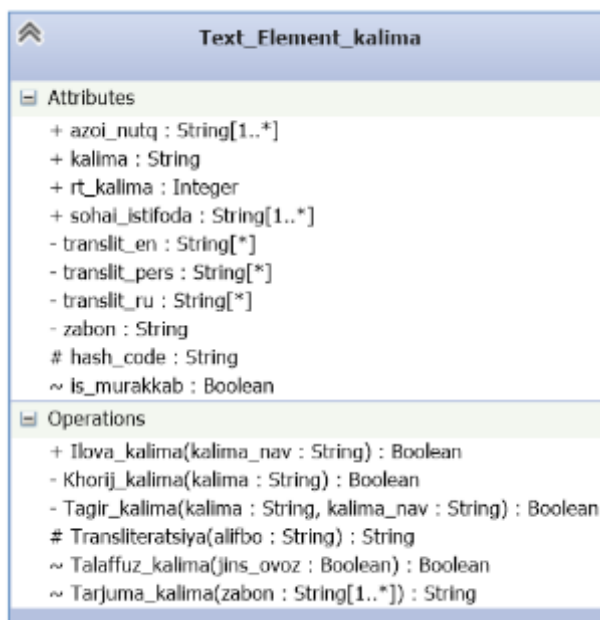 Text_Element_kalima
Attributes
+ azoi_nutq : String[1..*]
+ kalima : String
+ rt_kalima : Integer
+ sohai_istifoda : String[1..*]
- translit_en : String[*]
- translit_pers : String[*]
- translit_ru : String[*]
- zabon : String
# hash_code : String
~ is_murakkab : Boolean
Operations
+ Ilova_kalima(kalima_nav : String) : Boolean
- Khorij_kalima(kalima : String) : Boolean
- Tagir_kalima(kalima : String, kalima_nav : String) : Boolean
# Transliteratsiya(alifbo : String) : String
~ Talaffuz_kalima(jins_ovoz : Boolean) : Boolean
~ Tarjuma_kalima(zabon : String[1..*]) : String